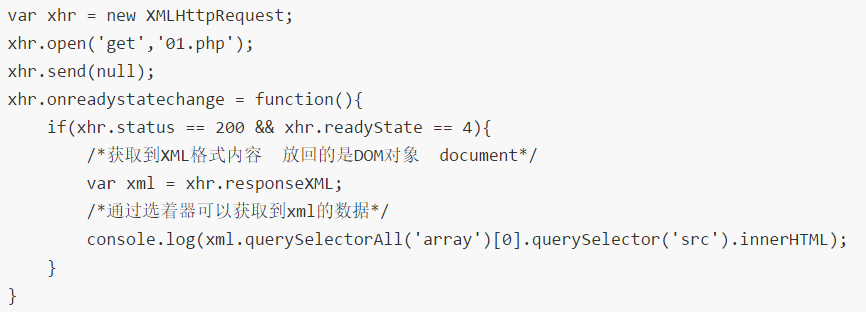 var xhr = new XMLHttpRequest;
xhr.open('get','01.php');
xhr.send(null);
xhr.onreadystatechange = function(){
    if(xhr.status == 200 && xhr.readyState == 4){
        /*获取到XML格式内容  放回的是DOM对象  document*/
        var xml = xhr.responseXML;
        /*通过选着器可以获取到xml的数据*/
        console.log(xml.querySelectorAll('array')[0].querySelector('src').innerHTML);
    }
}